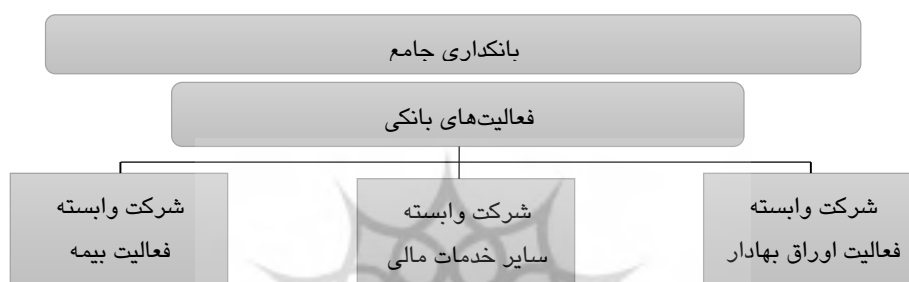 بانکداری جامع
فعالیت‌های بانکی
شرکت وابسته
فعالیت اوراق بهادار
شرکت وابسته
سایر خدمات مالی
شرکت وابسته
فعالیت بیمه